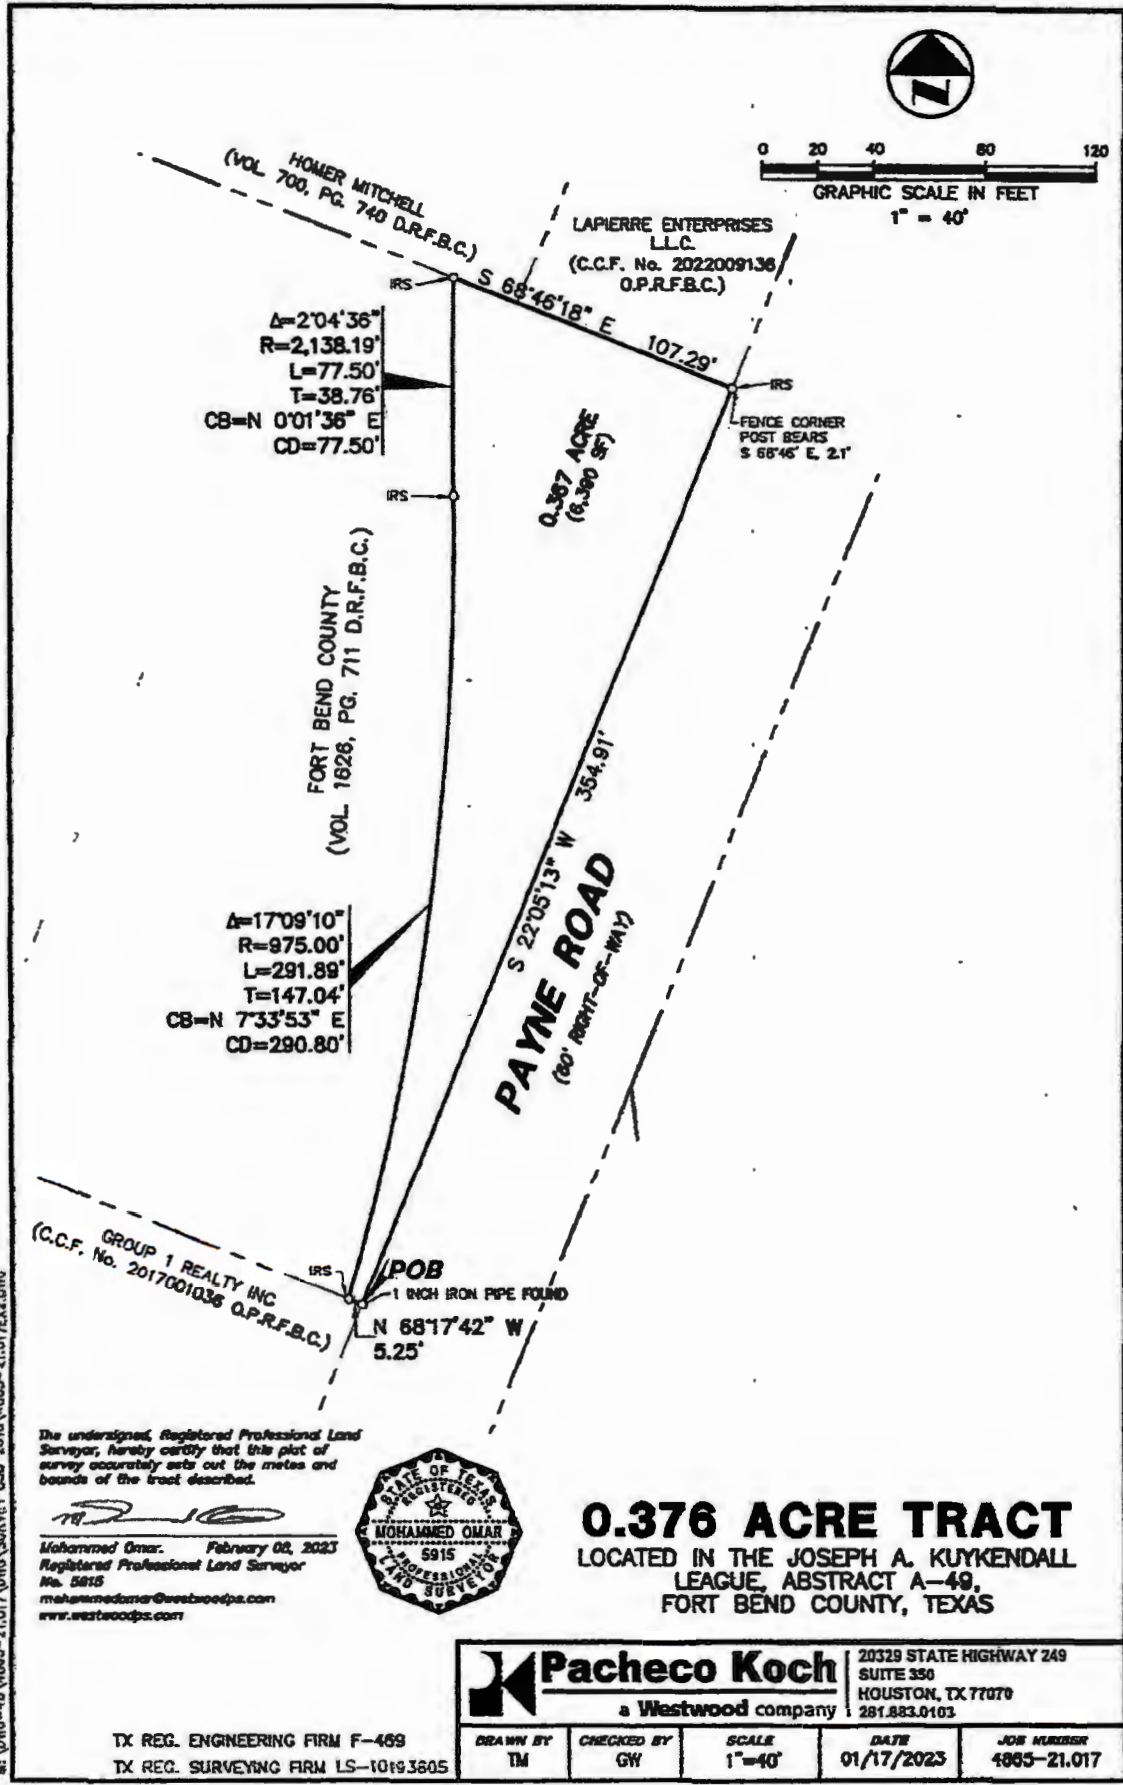 0 20 40 80 120
GRAPHIC SCALE IN FEET
1" = 40'
HOMER MITCHELL
(VOL. 700, PG. 740 D.R.F.B.C.)
LAPIERRE ENTERPRISES
L.L.C.
(C.C.F. No. 2022009136
O.P.R.F.B.C.)
IRS
S 68°46'18" E 107.29'
IRS
FENCE CORNER
POST BEARS
S 68°46' E, 2.1'
Δ=2°04'36"
R=2,138.19'
L=77.50'
T=38.76'
CB=N 0°01'36" E
CD=77.50'
0.367 ACRE
IRS
FORT BEND COUNTY
(VOL. 1626, PG. 711 D.R.F.B.C.)
S 22°05'13" W 354.91'
PAYNE ROAD
(60' RIGHT-OF-WAY)
Δ=17°09'10"
R=975.00'
L=291.89'
T=147.04'
CB=N 7°33'53" E
CD=290.80'
GROUP 1 REALTY INC
(C.C.F. No. 2017001036 O.P.R.F.B.C.)
IRS
POB
1 INCH IRON PIPE FOUND
N 68°17'42" W
5.25'
The undersigned, Registered Professional Land
Surveyor, hereby certify that this plat of
survey accurately sets out the metes and
bounds of the tract described.
Mohammed Omar. February 08, 2023
Registered Professional Land Surveyor
No. 5915
mohammedomar@westwoodps.com
www.westwoodps.com
STATE OF TEXAS
REGISTERED
MOHAMMED OMAR
5915
PROFESSIONAL
LAND SURVEYOR
0.376 ACRE TRACT
LOCATED IN THE JOSEPH A. KUYKENDALL
LEAGUE, ABSTRACT A-49,
FORT BEND COUNTY, TEXAS
Pacheco Koch
a Westwood company
20329 STATE HIGHWAY 249
SUITE 350
HOUSTON, TX 77070
281.883.0103
TX REG. ENGINEERING FIRM F-469
TX REG. SURVEYING FIRM LS-10193805
DRAWN BY CHECKED BY SCALE DATE JOB NUMBER
TM GW 1"=40' 01/17/2023 4865-21.017